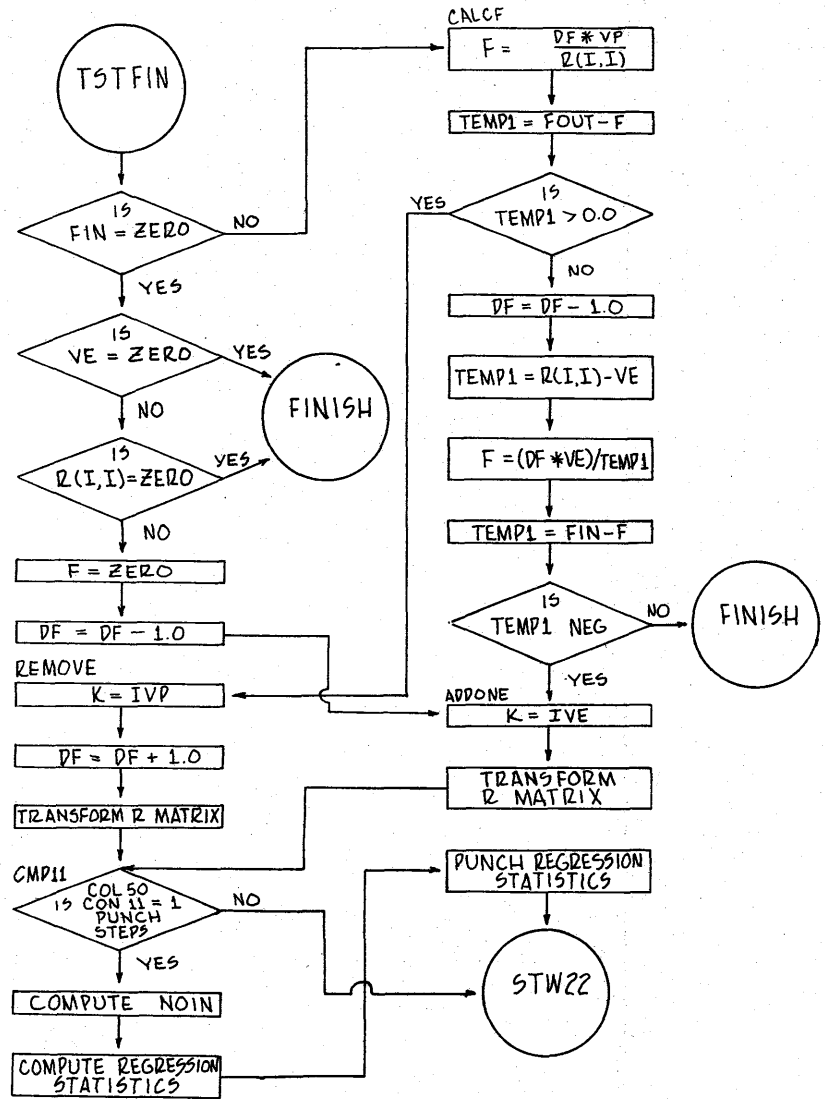 TSTFIN
IS
FIN = ZERO
NO
YES
IS
VE = ZERO
YES
NO
FINISH
IS
R(I,I)=ZERO
YES
NO
F = ZERO
DF = DF - 1.0
REMOVE
K = IVP
DF = DF + 1.0
TRANSFORM R MATRIX
CMP11
COL 50
IS CON 11 = 1
PUNCH
STEPS
NO
YES
COMPUTE NOIN
COMPUTE REGRESSION
STATISTICS
CALCF
F = DF * VP
R(I,I)
TEMP1 = FOUT-F
IS
TEMP1 > 0.0
YES
NO
DF = DF - 1.0
TEMP1 = R(I,I)-VE
F =(DF *VE)/TEMP1
TEMP1 = FIN-F
IS
TEMP1 NEG
NO
FINISH
YES
ADDONE
K = IVE
TRANSFORM
R MATRIX
PUNCH REGRESSION
STATISTICS
STW22